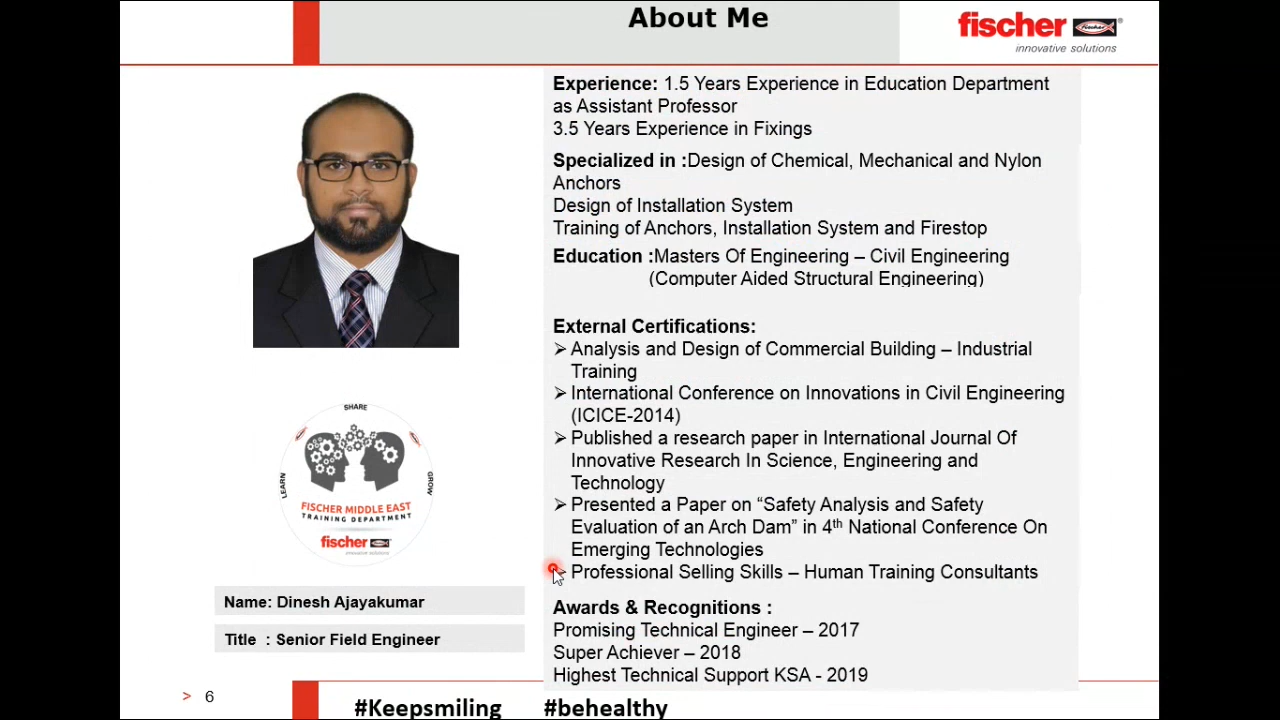 About Me
fischer
innovative solutions
Experience: 1.5 Years Experience in Education Department
as Assistant Professor
3.5 Years Experience in Fixings
Specialized in :Design of Chemical, Mechanical and Nylon
Anchors
Design of Installation System
Training of Anchors, Installation System and Firestop
Education :Masters Of Engineering – Civil Engineering
(Computer Aided Structural Engineering)
External Certifications:
➢ Analysis and Design of Commercial Building – Industrial
Training
➢ International Conference on Innovations in Civil Engineering
(ICICE-2014)
➢ Published a research paper in International Journal Of
Innovative Research In Science, Engineering and
Technology
➢ Presented a Paper on “Safety Analysis and Safety
Evaluation of an Arch Dam” in 4th National Conference On
Emerging Technologies
➢ Professional Selling Skills – Human Training Consultants
Awards & Recognitions :
Promising Technical Engineer – 2017
Super Achiever – 2018
Highest Technical Support KSA - 2019
SHARE
LEARN
GROW
FISCHER MIDDLE EAST
TRAINING DEPARTMENT
fischer
innovative solutions
Name: Dinesh Ajayakumar
Title : Senior Field Engineer
> 6
#Keepsmiling #behealthy